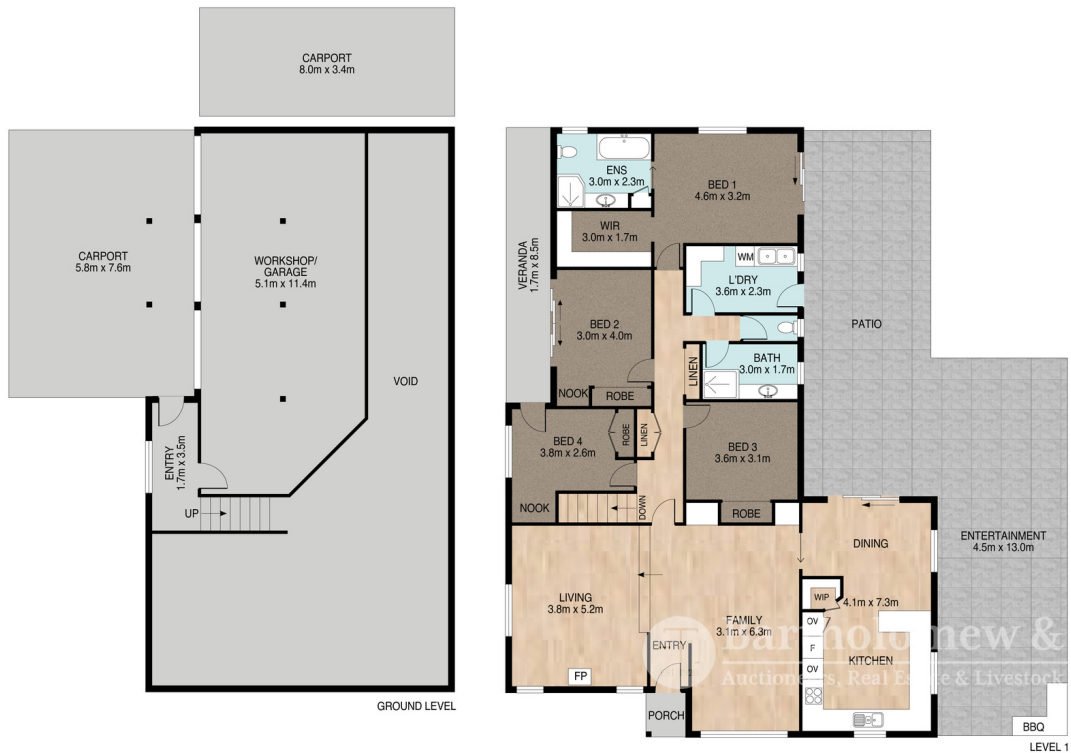 CARPORT
8.0m x 3.4m
CARPORT
5.8m x 7.6m
WORKSHOP/
GARAGE
5.1m x 11.4m
VOID
ENTRY
1.7m x 3.5m
UP
GROUND LEVEL
VERANDA
1.7m x 8.5m
ENS
3.0m x 2.3m
BED 1
4.6m x 3.2m
WIR
3.0m x 1.7m
WM
L'DRY
3.6m x 2.3m
BED 2
3.0m x 4.0m
NOOK
ROBE
LINEN
BATH
3.0m x 1.7m
PATIO
BED 4
3.8m x 2.6m
ROBE
LINEN
BED 3
3.6m x 3.1m
NOOK
DOWN
ROBE
DINING
ENTERTAINMENT
4.5m x 13.0m
LIVING
3.8m x 5.2m
FAMILY
3.1m x 6.3m
WIP
4.1m x 7.3m
OV
F
OV
KITCHEN
ENTRY
FP
PORCH
BBQ
LEVEL 1
Bartholomew &
Auctioneers, Real Estate & Livestock